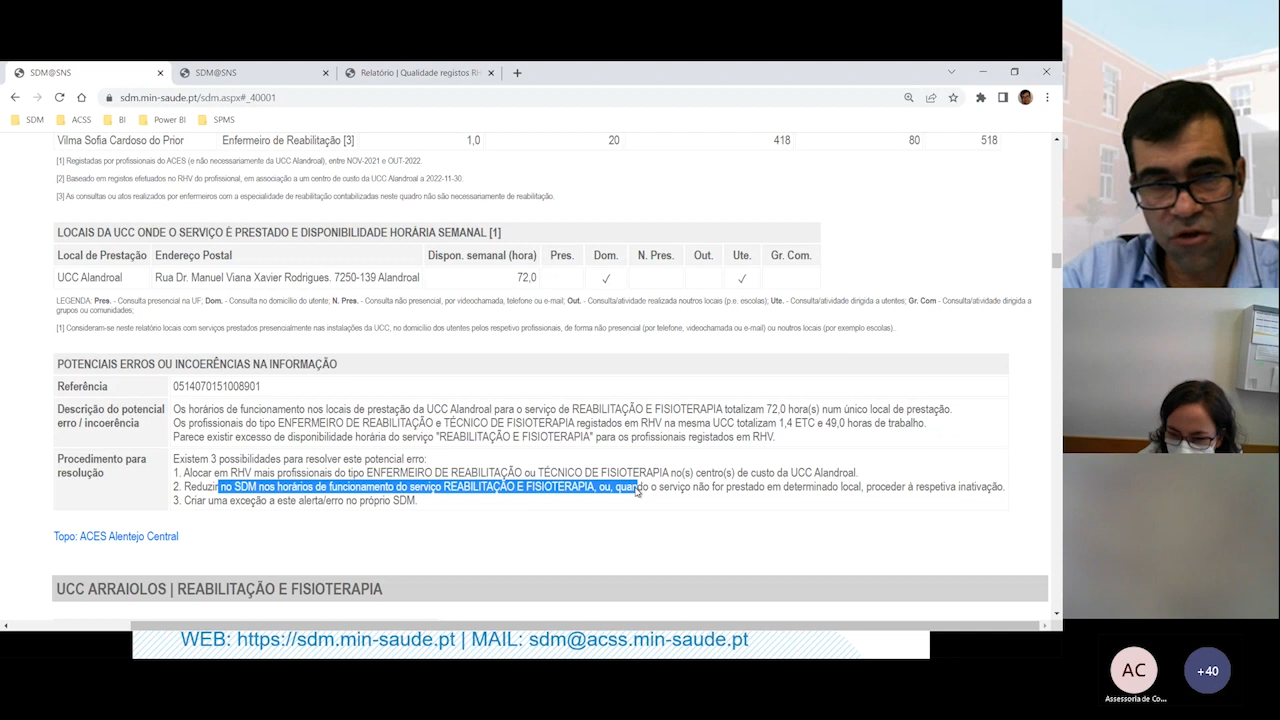 SDM@SNS
SDM@SNS
Relatório | Qualidade registos RH
sdm.min-saude.pt/sdm.aspx#_40001
SDM
ACSS
BI
Power BI
SPMS
Vilma Sofia Cardoso do Prior Enfermeiro de Reabilitação [3] 1,0 20 418 80 518
[1] Registadas por profissionais do ACES (e não necessariamente da UCC Alandroal), entre NOV-2021 e OUT-2022.
[2] Baseado em registos efetuados no RHV do profissional, em associação a um centro de custo da UCC Alandroal a 2022-11-30.
[3] As consultas ou atos realizados por enfermeiros com a especialidade de reabilitação contabilizadas neste quadro não são necessariamente de reabilitação.
LOCAIS DA UCC ONDE O SERVIÇO É PRESTADO E DISPONIBILIDADE HORÁRIA SEMANAL [1]
Local de Prestação Endereço Postal Dispon. semanal (hora) Pres. Dom. N. Pres. Out. Ute. Gr. Com.
UCC Alandroal Rua Dr. Manuel Viana Xavier Rodrigues. 7250-139 Alandroal 72,0 ✓ ✓
LEGENDA: Pres. - Consulta presencial na UF; Dom. - Consulta no domicílio do utente; N. Pres. - Consulta não presencial, por videochamada, telefone ou e-mail; Out. - Consulta/atividade realizada noutros locais (p.e. escolas); Ute. - Consulta/atividade dirigida a utentes; Gr. Com - Consulta/atividade dirigida a
grupos ou comunidades;
[1] Consideram-se neste relatório locais com serviços prestados presencialmente nas instalações da UCC, no domicílio dos utentes pelos respetivo profissionais, de forma não presencial (por telefone, videochamada ou e-mail) ou noutros locais (por exemplo escolas)..
POTENCIAIS ERROS OU INCOERÊNCIAS NA INFORMAÇÃO
Referência 0514070151008901
Descrição do potencial erro / incoerência
Os horários de funcionamento nos locais de prestação da UCC Alandroal para o serviço de REABILITAÇÃO E FISIOTERAPIA totalizam 72,0 hora(s) num único local de prestação.
Os profissionais do tipo ENFERMEIRO DE REABILITAÇÃO e TÉCNICO DE FISIOTERAPIA registados em RHV na mesma UCC totalizam 1,4 ETC e 49,0 horas de trabalho.
Parece existir excesso de disponibilidade horária do serviço "REABILITAÇÃO E FISIOTERAPIA" para os profissionais registados em RHV.
Procedimento para resolução
Existem 3 possibilidades para resolver este potencial erro:
1. Alocar em RHV mais profissionais do tipo ENFERMEIRO DE REABILITAÇÃO ou TÉCNICO DE FISIOTERAPIA no(s) centro(s) de custo da UCC Alandroal.
2. Reduzir no SDM nos horários de funcionamento do serviço REABILITAÇÃO E FISIOTERAPIA, ou, quando o serviço não for prestado em determinado local, proceder à respetiva inativação.
3. Criar uma exceção a este alerta/erro no próprio SDM.
Topo: ACES Alentejo Central
UCC ARRAIOLOS | REABILITAÇÃO E FISIOTERAPIA
WEB: https://sdm.min-saude.pt | MAIL: sdm@acss.min-saude.pt
AC
+40
Assessoria de Co...